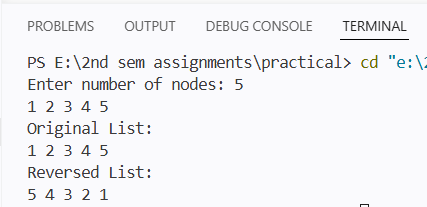 PROBLEMS OUTPUT DEBUG CONSOLE TERMINAL
PS E:\2nd sem assignments\practical> cd "e:\
Enter number of nodes: 5
1 2 3 4 5
Original List:
1 2 3 4 5
Reversed List:
5 4 3 2 1